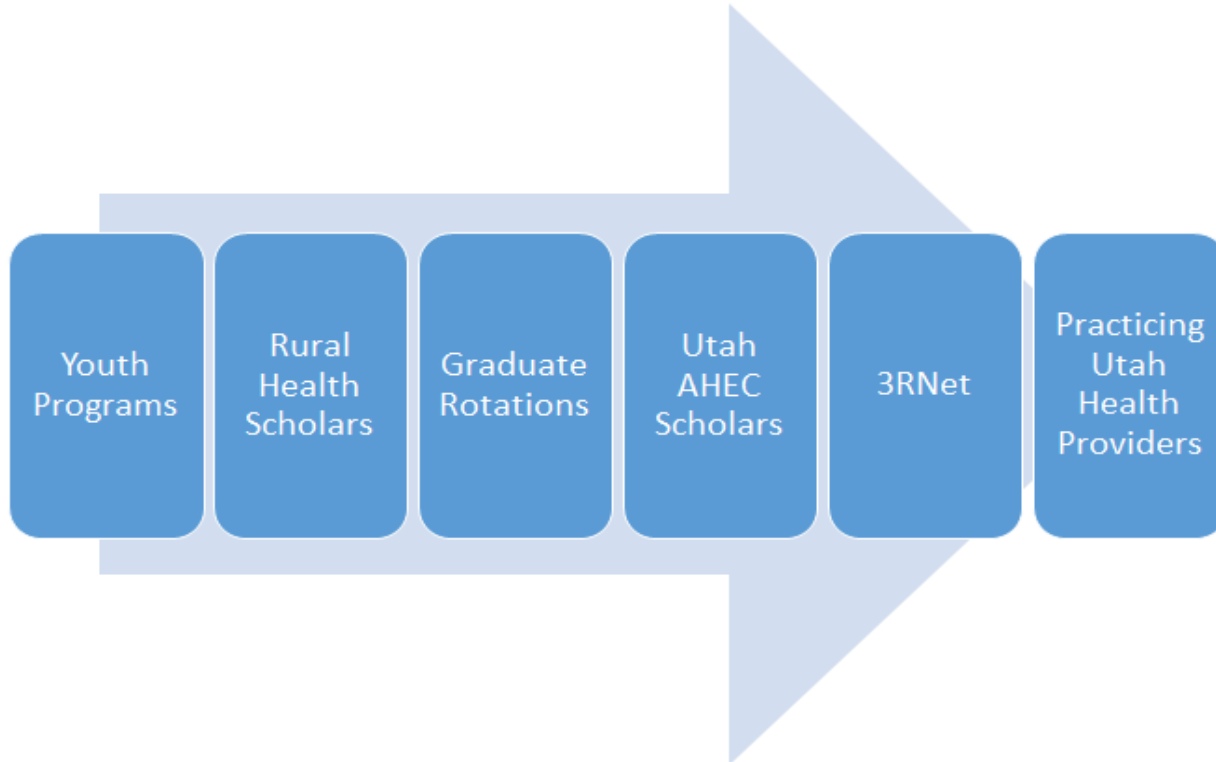 Youth
Programs
Rural
Health
Scholars
Graduate
Rotations
Utah
AHEC
Scholars
3RNet
Practicing
Utah
Health
Providers